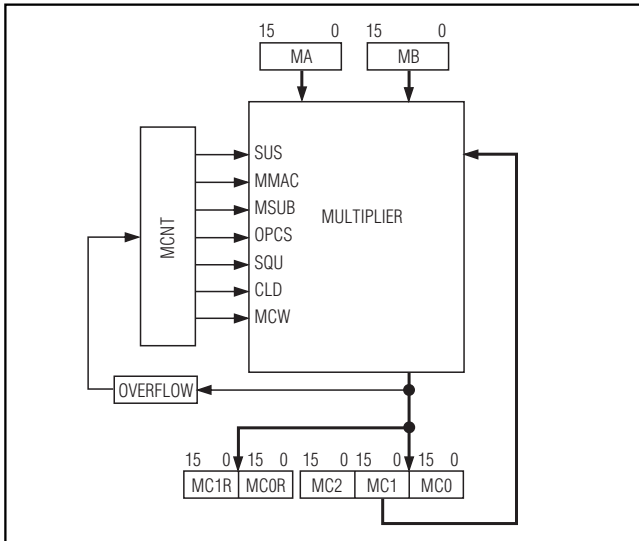 15 0 15 0
MA MB
SUS
MMAC
MSUB
OPCS
SQU
CLD
MCW
MULTIPLIER
MCNT
OVERFLOW
15 0 15 0 15 0 15 0 15 0
MC1R MC0R MC2 MC1 MC0